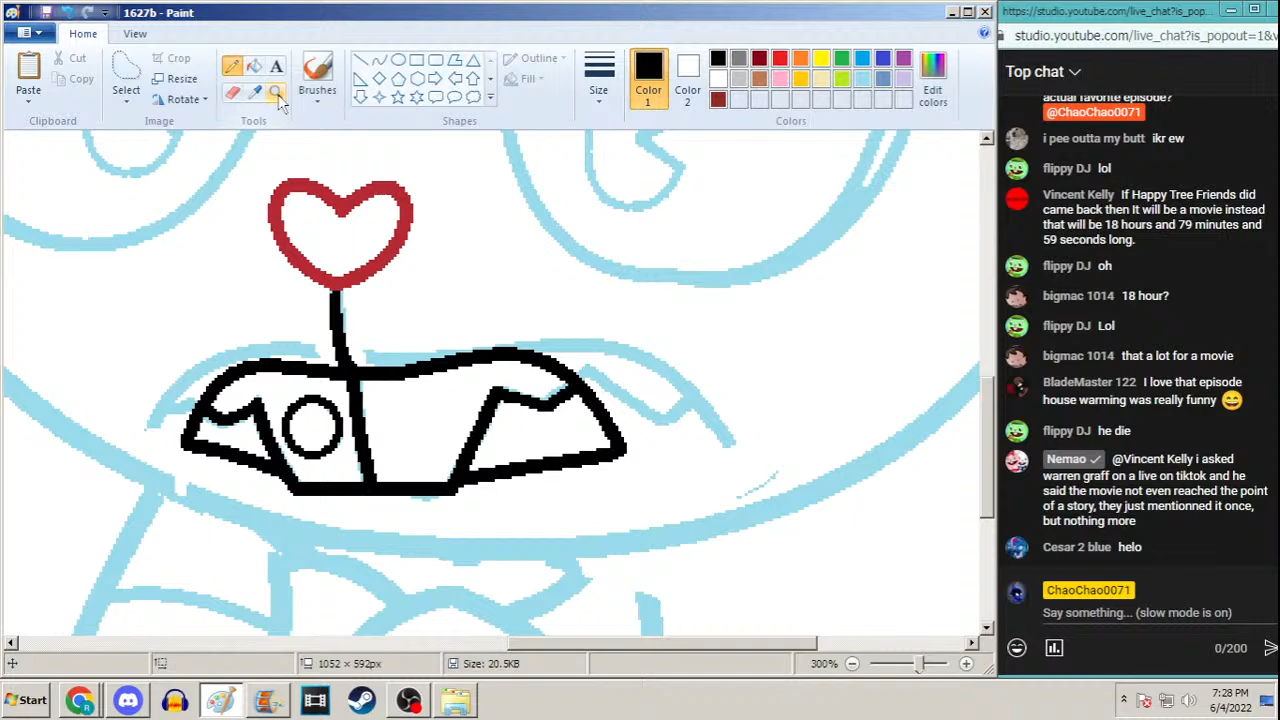 1627b - Paint
Home
View
Paste
Cut
Copy
Clipboard
Select
Crop
Resize
Rotate
Image
A
Tools
Brushes
Outline
Fill
Shapes
Size
Color 1
Color 2
Edit colors
Colors
1052 × 592px
Size: 20.5KB
300%
Start
https://studio.youtube.com/live_chat?is_pop...
studio.youtube.com/live_chat?is_popout=1&v
Top chat
actual favorite episode?
@ChaoChao0071
i pee outta my butt ikr ew
flippy DJ lol
Vincent Kelly If Happy Tree Friends did
came back then It will be a movie instead
that will be 18 hours and 79 minutes and
59 seconds long.
flippy DJ oh
bigmac 1014 18 hour?
flippy DJ Lol
bigmac 1014 that a lot for a movie
BladeMaster 122 I love that episode
house warming was really funny 😄
flippy DJ he die
Nemao ✓ @Vincent Kelly i asked
warren graff on a live on tiktok and he
said the movie not even reached the point
of a story, they just mentionned it once,
but nothing more
Cesar 2 blue helo
ChaoChao0071
Say something... (slow mode is on)
0/200
7:28 PM
6/4/2022